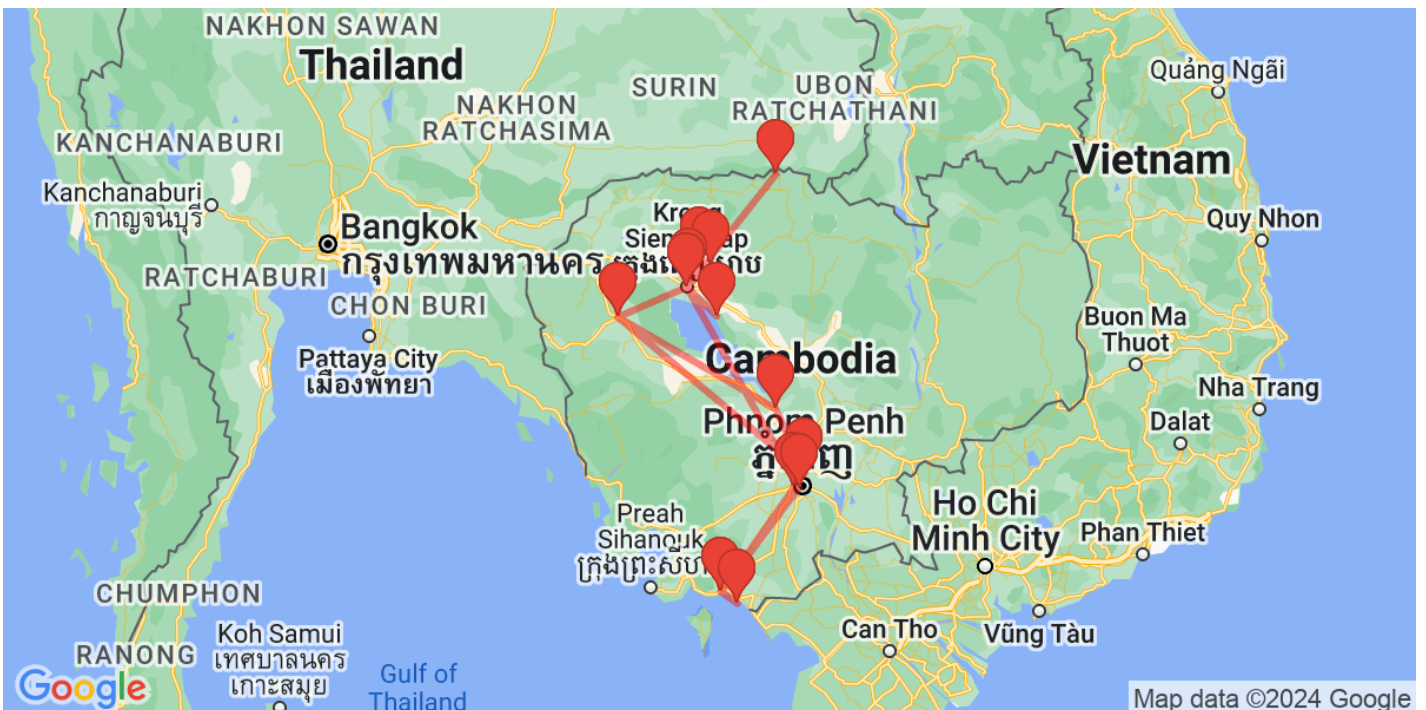 NAKHON SAWAN
Thailand
SURIN
UBON
RATCHATHANI
Quảng Ngãi
NAKHON
RATCHASIMA
KANCHANABURI
Vietnam
Kanchanaburi
กาญจนบุรี
Quy Nhon
Bangkok
กรุงเทพมหานคร
RATCHABURI
CHON BURI
Buon Ma
Thuot
Pattaya City
เมืองพัทยา
Cambodia
Nha Trang
Phnom Penh
Dalat
Ho Chi
Minh City
Preah
Sihanouk
Phan Thiet
CHUMPHON
Koh Samui
เทศบาลนคร
เกาะสมุย
RANONG
Can Tho
Vũng Tàu
Gulf of
Thailand
Google
Map data ©2024 Google